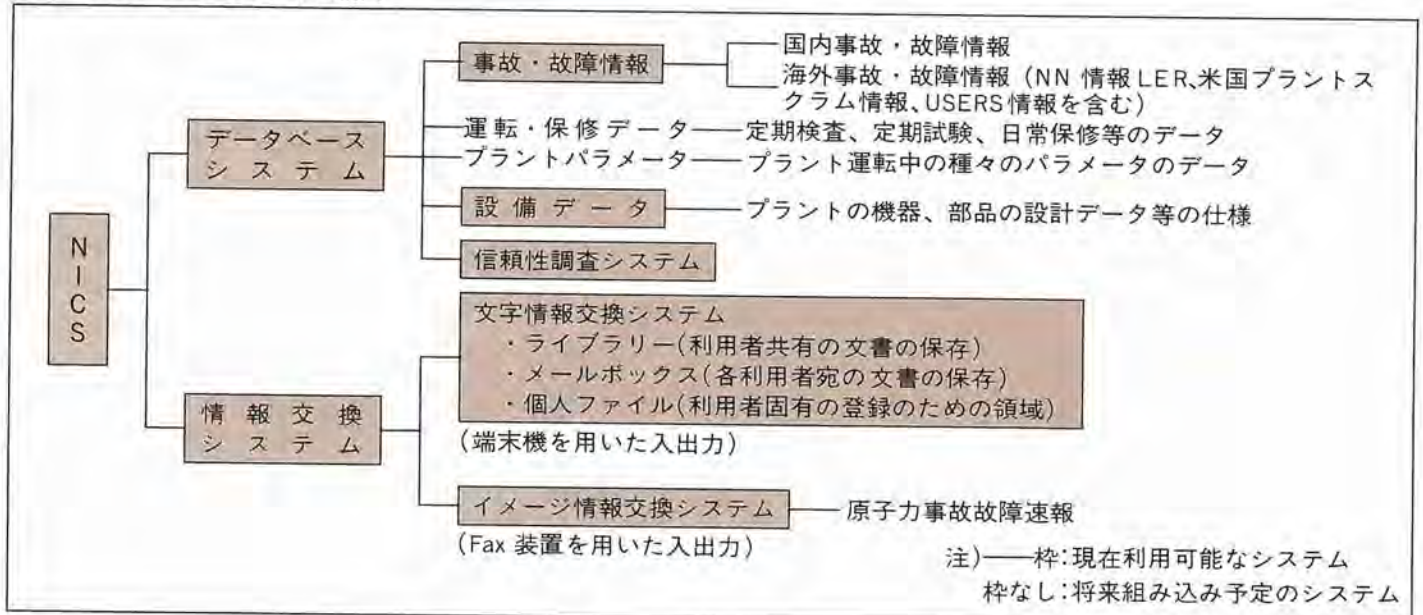 事故・故障情報
国内事故・故障情報
海外事故・故障情報 (NN 情報LER、米国プラントス
クラム情報、USERS情報を含む)
データベース
システム
運転・保修データ——定期検査、定期試験、日常保修等のデータ
プラントパラメータ——プラント運転中の種々のパラメータのデータ
設備データ
プラントの機器、部品の設計データ等の仕様
信頼性調査システム
NICS
文字情報交換システム
・ライブラリー(利用者共有の文書の保存)
・メールボックス(各利用者宛の文書の保存)
・個人ファイル(利用者固有の登録のための領域)
(端末機を用いた入出力)
情報交換
システム
イメージ情報交換システム
原子力事故故障速報
(Fax 装置を用いた入出力)
注)——枠:現在利用可能なシステム
枠なし:将来組み込み予定のシステム